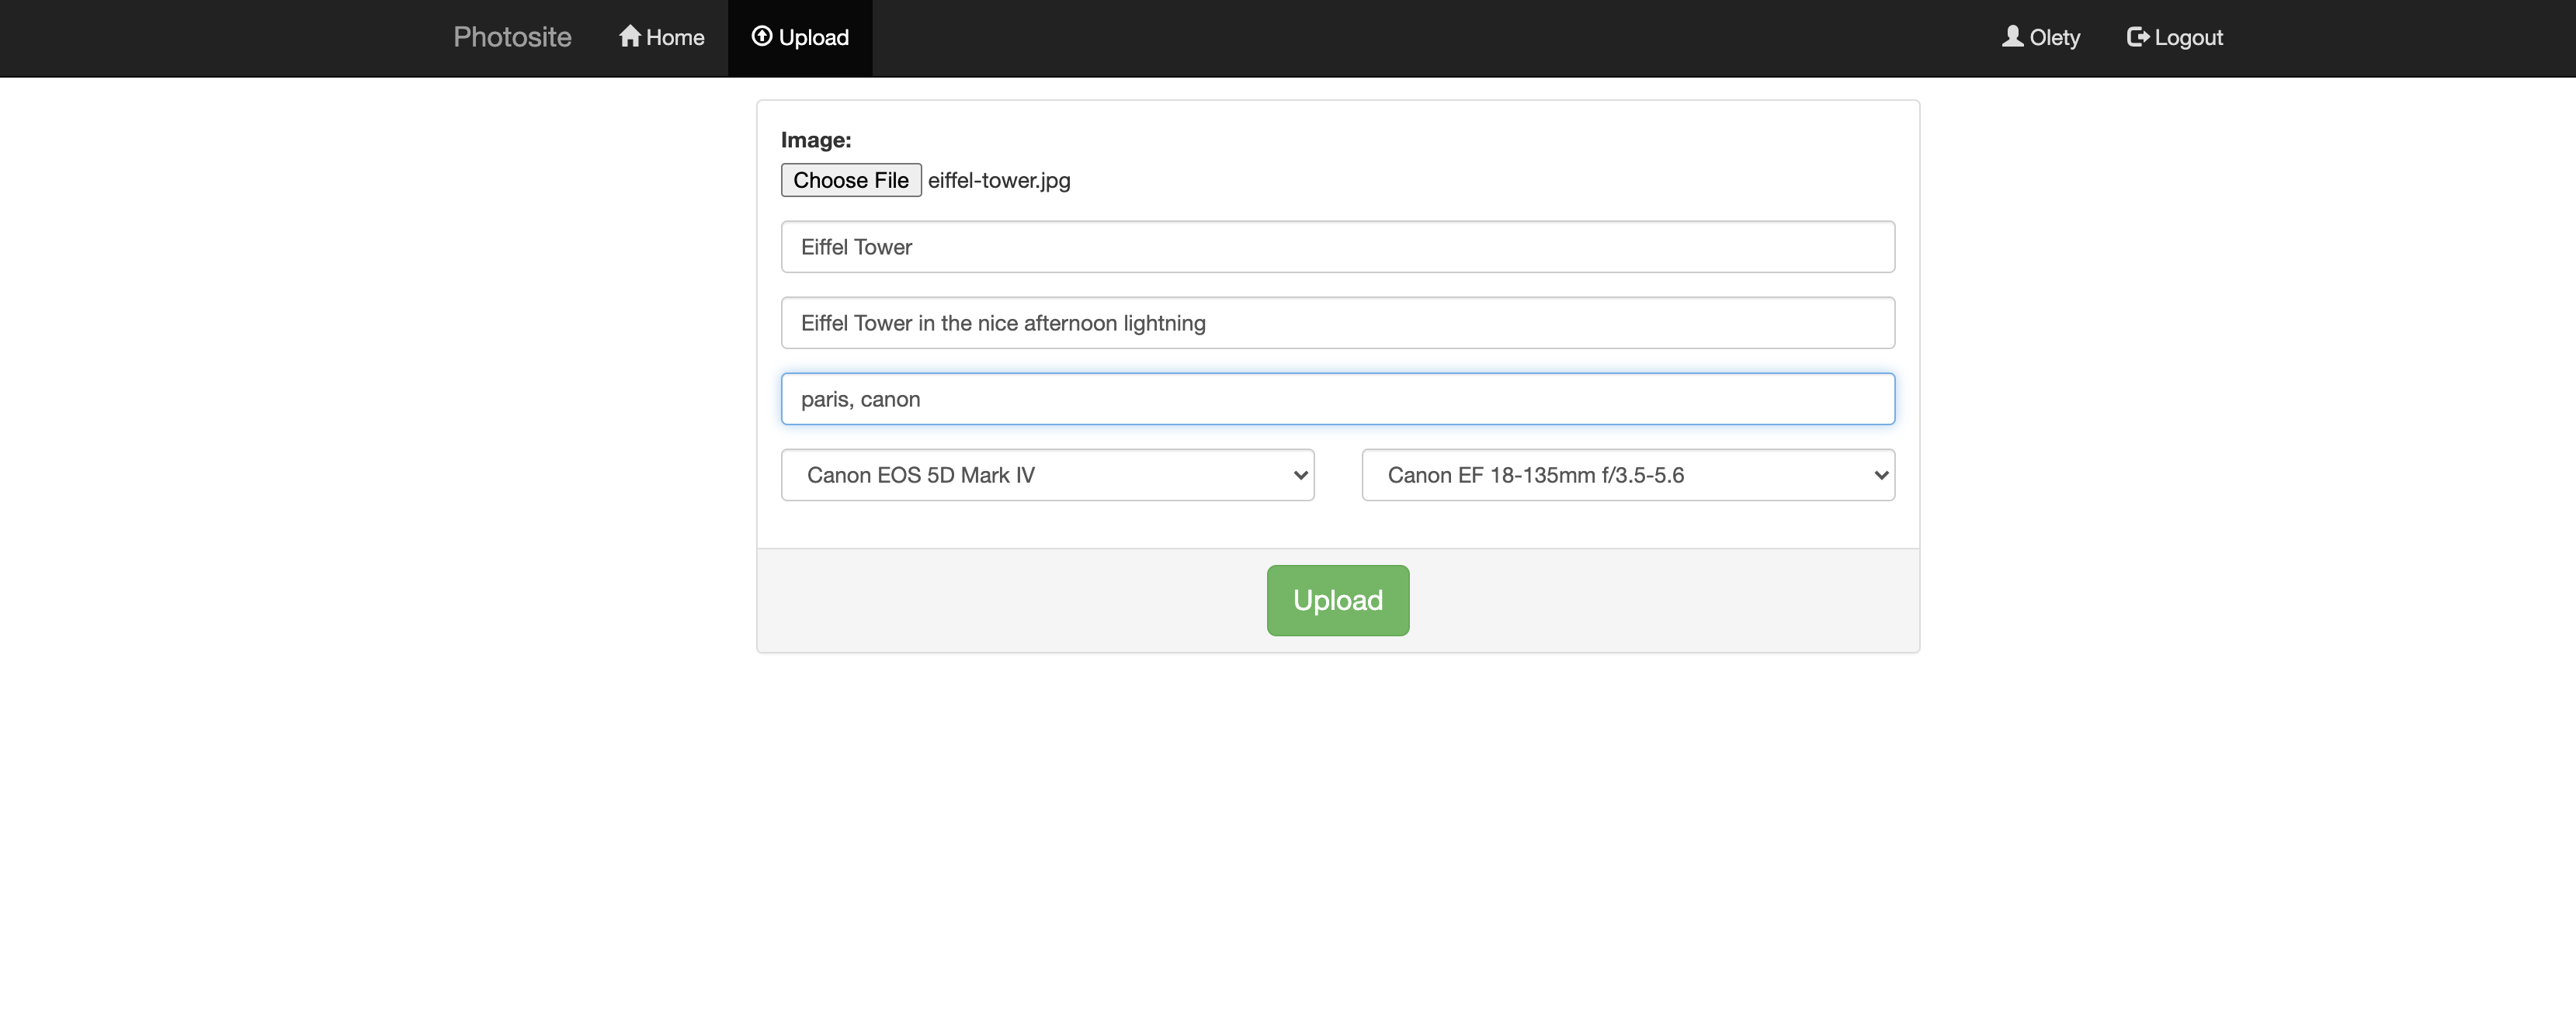 Photosite Home Upload Olety Logout
Image:
Choose File eiffel-tower.jpg
Eiffel Tower
Eiffel Tower in the nice afternoon lightning
paris, canon
Canon EOS 5D Mark IV Canon EF 18-135mm f/3.5-5.6
Upload